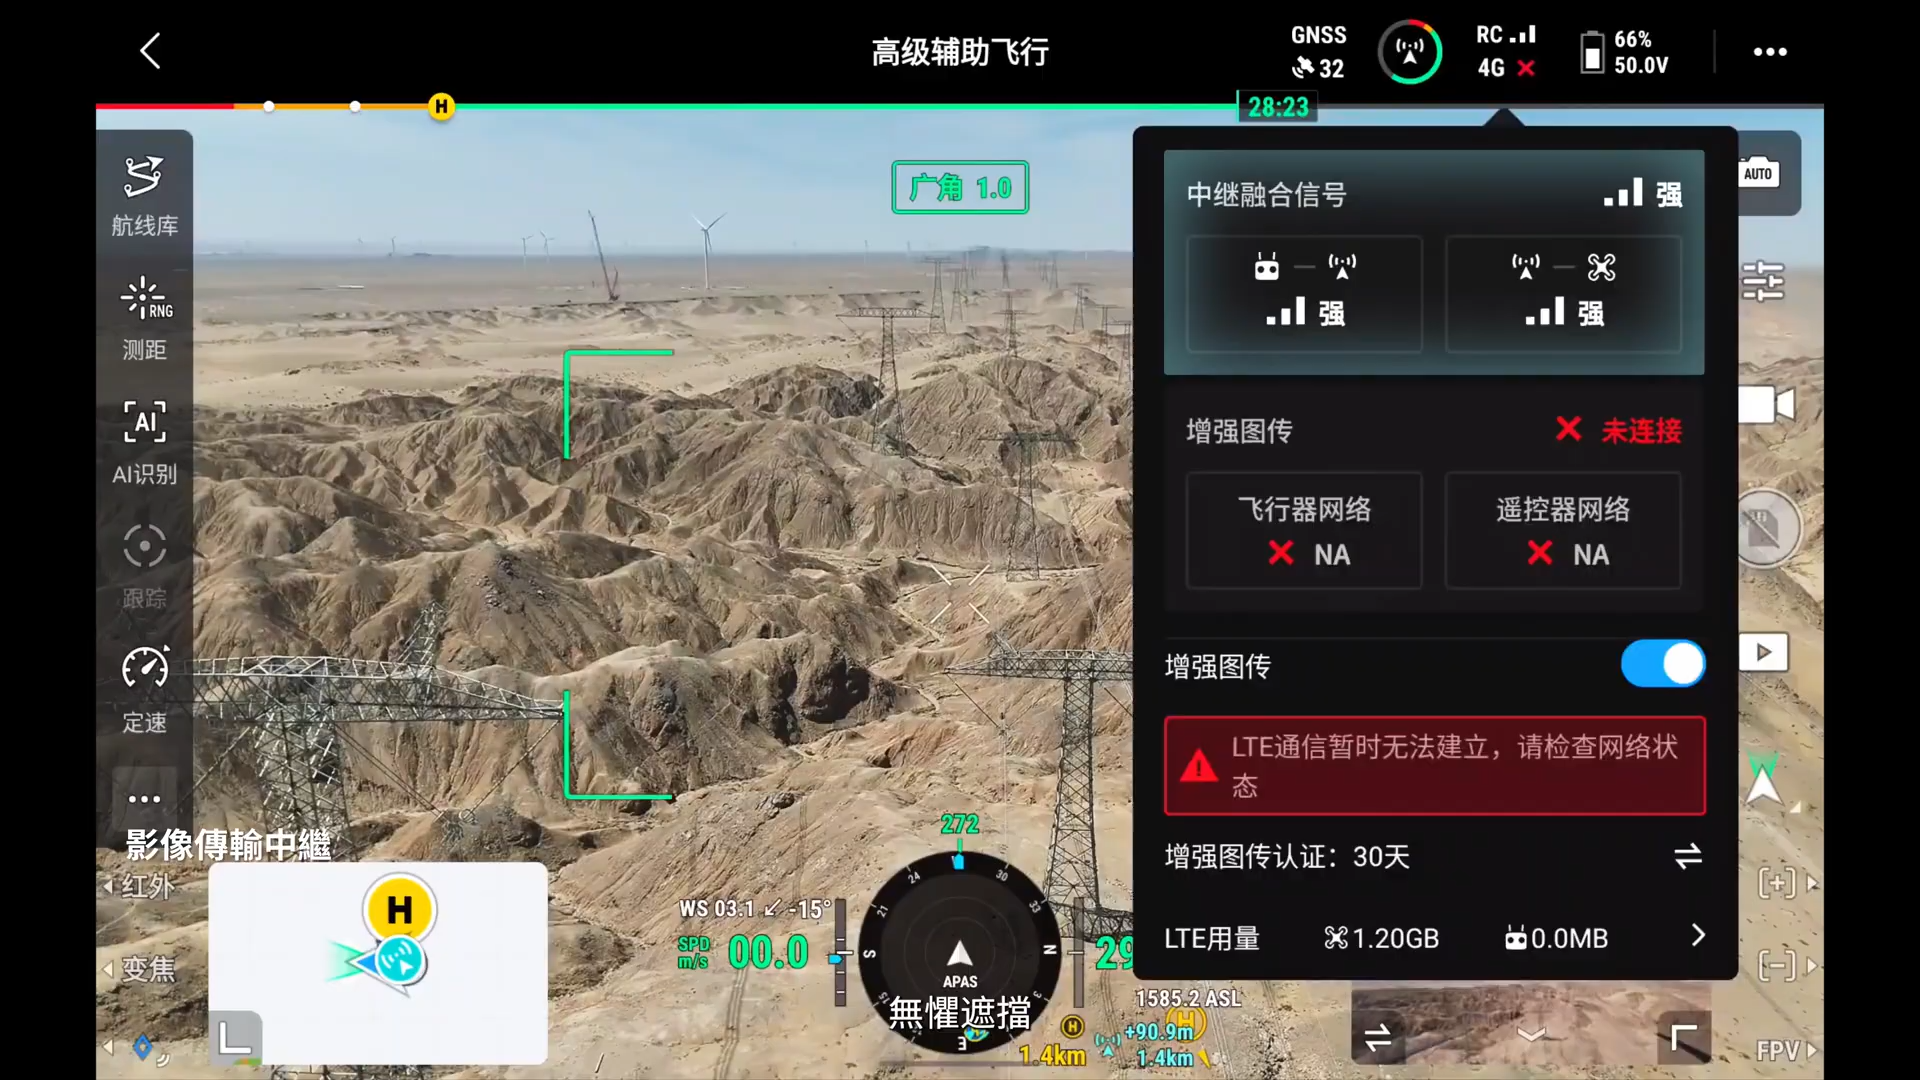 高级辅助飞行
GNSS
32
RC
4G
66%
50.0V
H
28:23
广角 1.0
航线库
RNG
测距
AI
AI识别
跟踪
定速
影像傳輸中繼
红外
变焦
H
中继融合信号 强
强 强
增强图传 未连接
飞行器网络 遥控器网络
NA NA
增强图传
LTE通信暂时无法建立，请检查网络状
态
增强图传认证：30天
LTE用量 1.20GB 0.0MB
AUTO
FPV
272
WS 03.1 -15°
SPD
m/s
00.0
29
24
30
21
33
S
N
E
APAS
無懼遮擋
1585.2 ASL
H
+90.9m
H
1.4km
1.4km